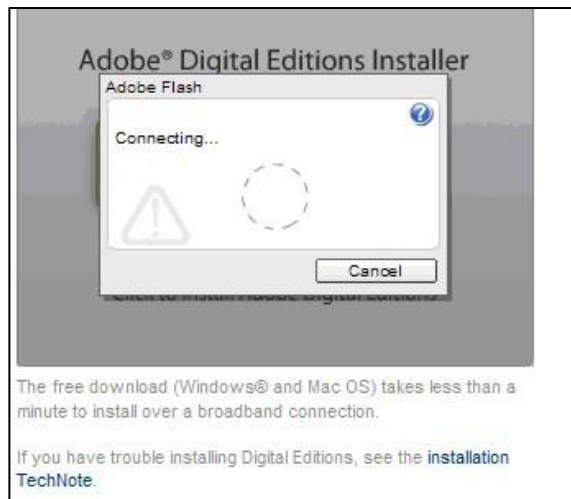 Adobe® Digital Editions Installer
Adobe Flash
Connecting...
Cancel
Click to Install Adobe Digital Editions
The free download (Windows® and Mac OS) takes less than a
minute to install over a broadband connection.
If you have trouble installing Digital Editions, see the installation
TechNote.